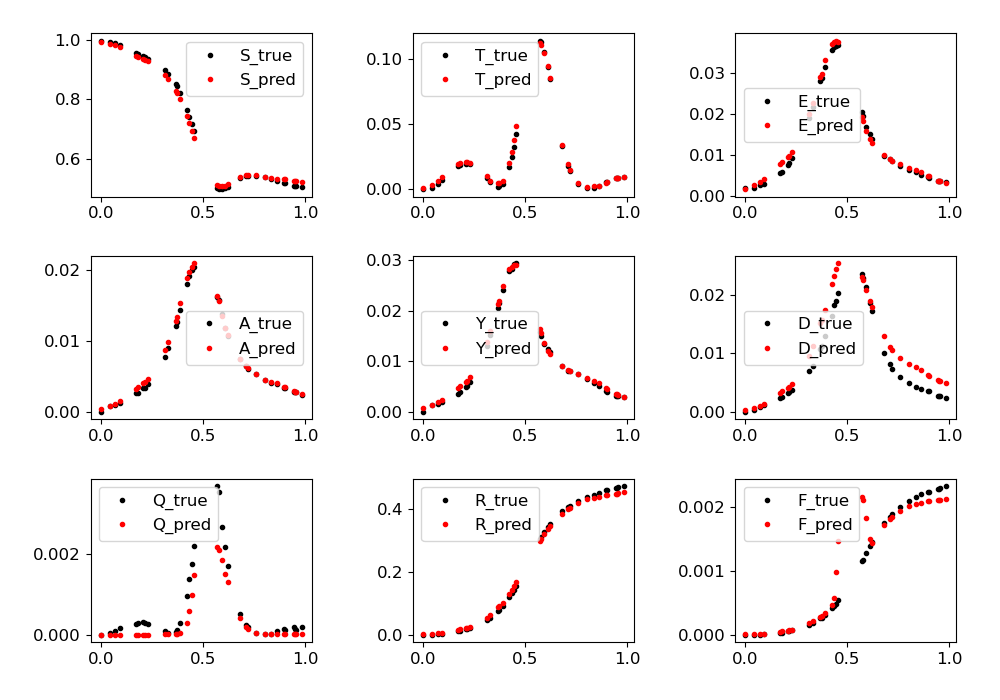 1.0
0.8
0.6
0.0 0.5 1.0
S_true
S_pred
0.10
0.05
0.00
0.0 0.5 1.0
T_true
T_pred
0.03
0.02
0.01
0.00
0.0 0.5 1.0
E_true
E_pred
0.02
0.01
0.00
0.0 0.5 1.0
A_true
A_pred
0.03
0.02
0.01
0.00
0.0 0.5 1.0
Y_true
Y_pred
0.02
0.01
0.00
0.0 0.5 1.0
D_true
D_pred
0.002
0.000
0.0 0.5 1.0
Q_true
Q_pred
0.4
0.2
0.0
0.0 0.5 1.0
R_true
R_pred
0.002
0.001
0.000
0.0 0.5 1.0
F_true
F_pred